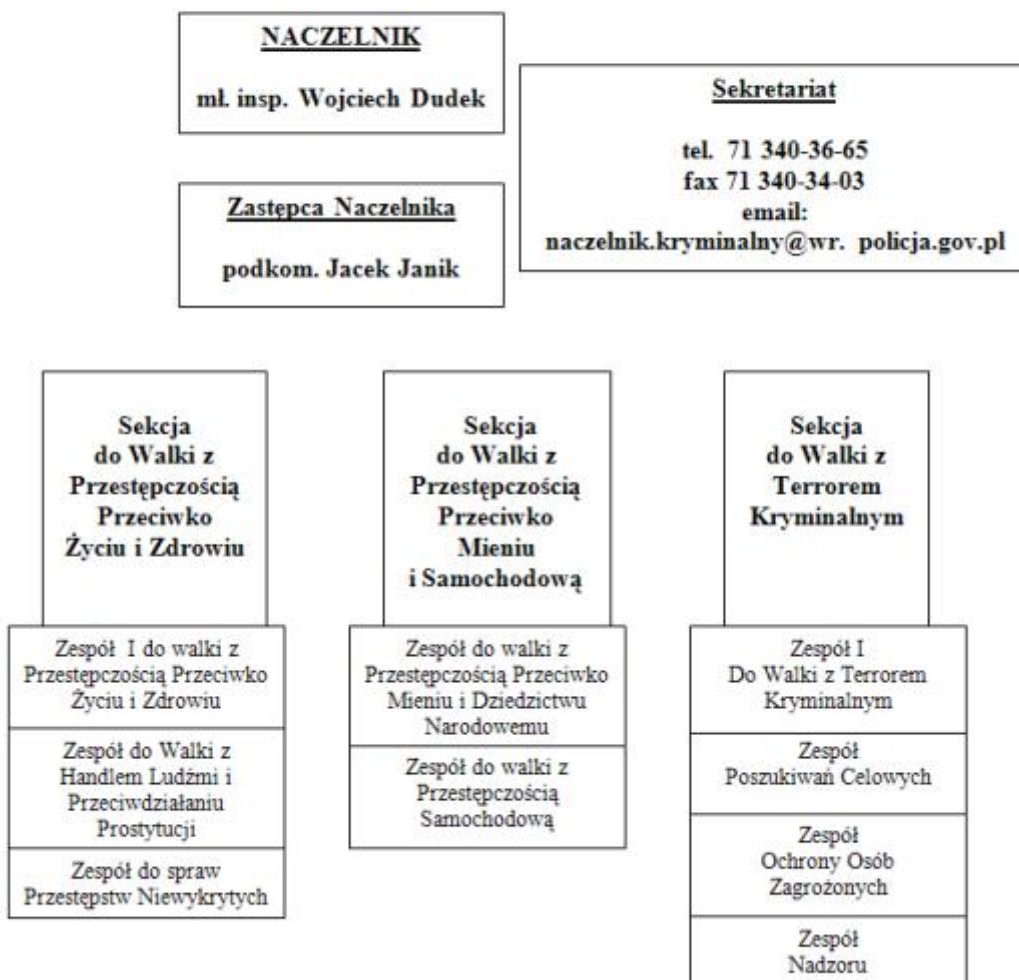 NACZELNIK
mł. insp. Wojciech Dudek
Zastępca Naczelnika
podkom. Jacek Janik
Sekretariat
tel. 71 340-36-65
fax 71 340-34-03
email:
naczelnik.kryminalny@wr. policja.gov.pl
Sekcja
do Walki z
Przestępczością
Przeciwko
Życiu i Zdrowiu
Zespół I do walki z
Przestępczością Przeciwko
Życiu i Zdrowiu
Zespół do Walki z
Handlem Ludźmi i
Przeciwdziałaniu
Prostytucji
Zespół do spraw
Przestępstw Niewykrytych
Sekcja
do Walki z
Przestępczością
Przeciwko
Mieniu
i Samochodową
Zespół do walki z
Przestępczością Przeciwko
Mieniu i Dziedzictwu
Narodowemu
Zespół do walki z
Przestępczością
Samochodową
Sekcja
do Walki z
Terrorem
Kryminalnym
Zespół I
Do Walki z Terrorem
Kryminalnym
Zespół
Poszukiwań Celowych
Zespół
Ochrony Osób
Zagrożonych
Zespół
Nadzoru